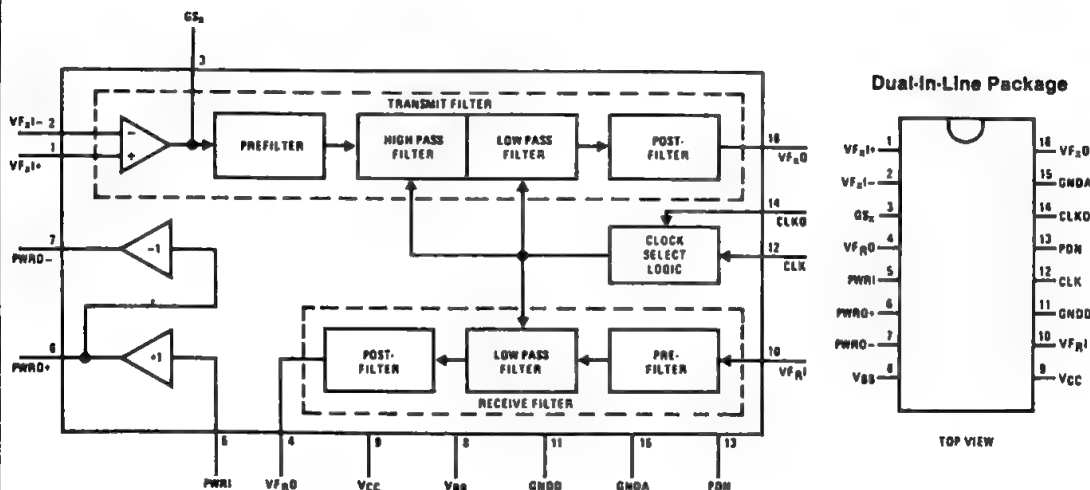 GSx
3
TRANSMIT FILTER
VFxI− 2
−
1
VFxI+
+
PREFILTER
HIGH PASS
FILTER
LOW PASS
FILTER
POST-
FILTER
16
VFxO
14
CLKO
CLOCK
SELECT
LOGIC
12
CLK
7
PWRO−
−1
6
PWRO+
+1
POST-
FILTER
LOW PASS
FILTER
PRE-
FILTER
10
VFRI
RECEIVE FILTER
5
4
9
8
11
15
13
PWRI
VFRO
VCC
VBB
GNDD
GNDA
PDN
Dual-In-Line Package
VFxI+ 1
VFxI− 2
GSx 3
VFRO 4
PWRI 5
PWRO+ 6
PWRO− 7
VBB 8
16 VFxO
15 GNDA
14 CLKO
13 PDN
12 CLK
11 GNDD
10 VFRI
9 VCC
TOP VIEW